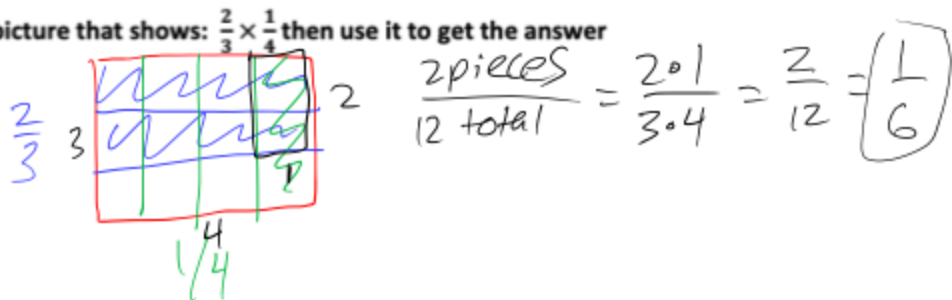 picture that shows: 2/3 × 1/4 then use it to get the answer
2/3 3 2 1 4 1/4
2 pieces / 12 total = 2•1 / 3•4 = 2/12 = 1/6